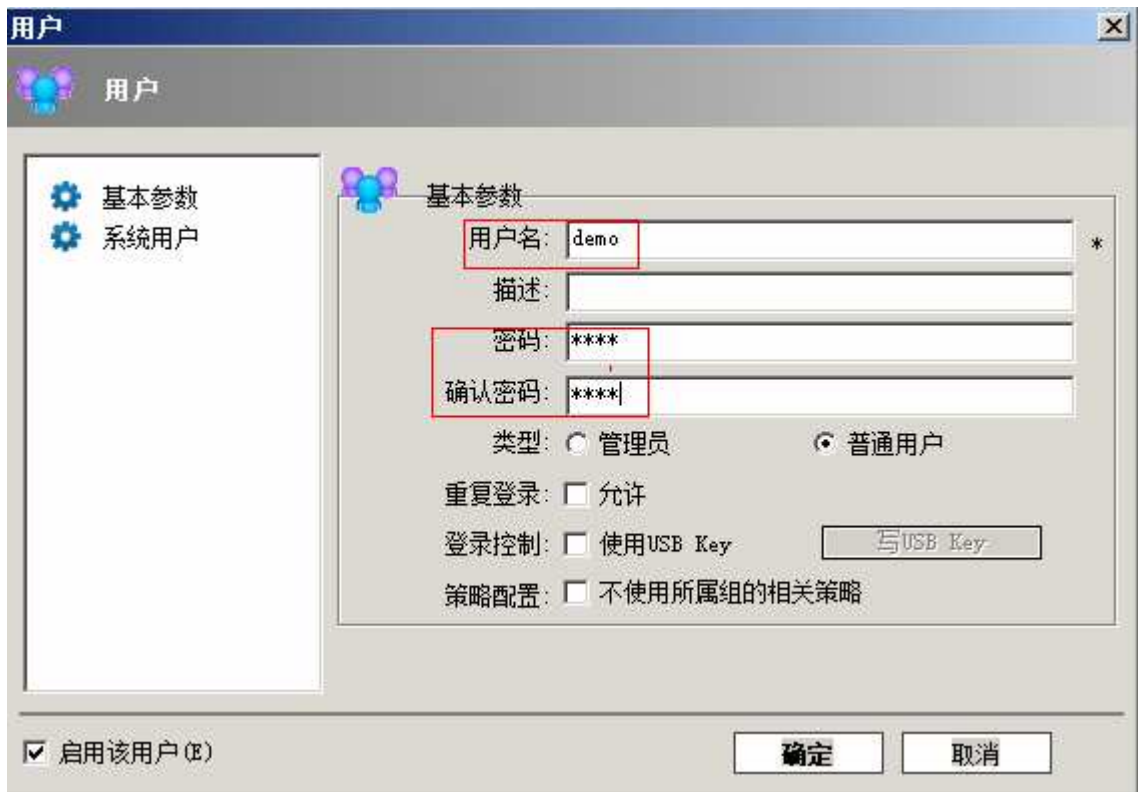 用户
用户
基本参数
系统用户
基本参数
用户名: demo *
描述:
密码: ****
确认密码: ****
类型: 管理员 普通用户
重复登录: 允许
登录控制: 使用USB Key 写USB Key
策略配置: 不使用所属组的相关策略
启用该用户(E) 确定 取消